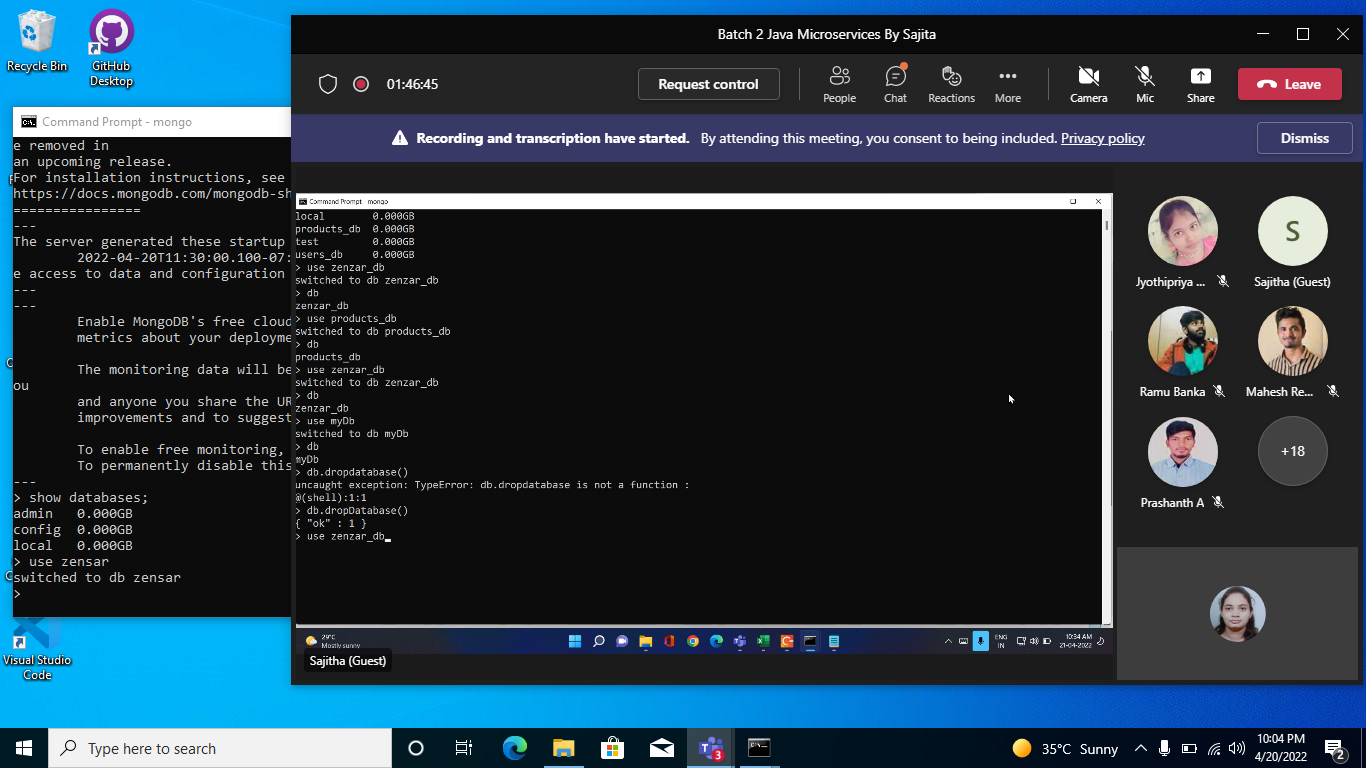 Recycle Bin
GitHub
Desktop
Command Prompt - mongo
e removed in
an upcoming release.
For installation instructions, see
https://docs.mongodb.com/mongodb-sh
================
---
The server generated these startup
2022-04-20T11:30:00.100-07:
e access to data and configuration
---
---
Enable MongoDB's free cloud
metrics about your deployme
The monitoring data will be
ou
and anyone you share the UR
improvements and to suggest
To enable free monitoring,
To permanently disable this
---
> show databases;
admin 0.000GB
config 0.000GB
local 0.000GB
> use zensar
switched to db zensar
>
Visual Studio
Code
Batch 2 Java Microservices By Sajita
01:46:45
Request control
People
Chat
Reactions
More
Camera
Mic
Share
Leave
Recording and transcription have started. By attending this meeting, you consent to being included. Privacy policy
Dismiss
Command Prompt - mongo
local 0.000GB
products_db 0.000GB
test 0.000GB
users_db 0.000GB
> use zenzar_db
switched to db zenzar_db
> db
zenzar_db
> use products_db
switched to db products_db
> db
products_db
> use zenzar_db
switched to db zenzar_db
> db
zenzar_db
> use myDb
switched to db myDb
> db
myDb
> db.dropdatabase()
uncaught exception: TypeError: db.dropdatabase is not a function :
@(shell):1:1
> db.dropDatabase()
{ "ok" : 1 }
> use zenzar_db
29°C
Mostly sunny
ENG
IN
10:34 AM
21-04-2022
Sajitha (Guest)
Jyothipriya ...
S
Sajitha (Guest)
Ramu Banka
Mahesh Re...
Prashanth A
+18
Type here to search
3
35°C Sunny
10:04 PM
4/20/2022
2